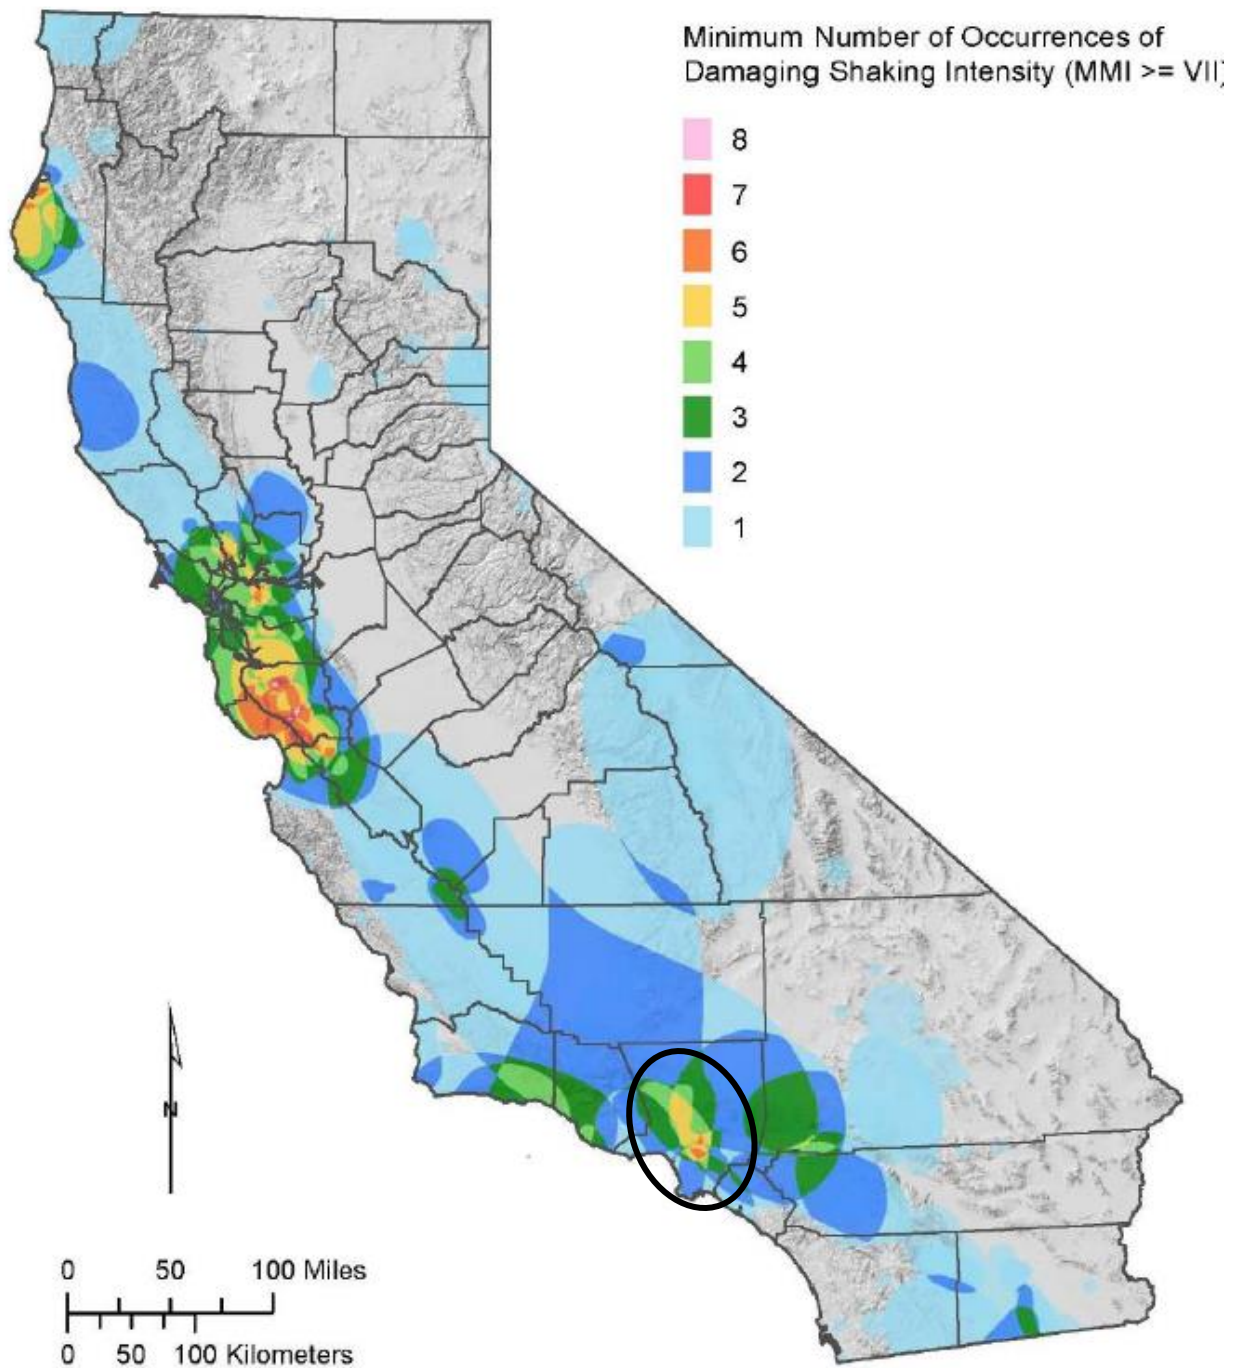 Minimum Number of Occurrences of
Damaging Shaking Intensity (MMI >= VII)
8
7
6
5
4
3
2
1
N
0 50 100 Miles
0 50 100 Kilometers